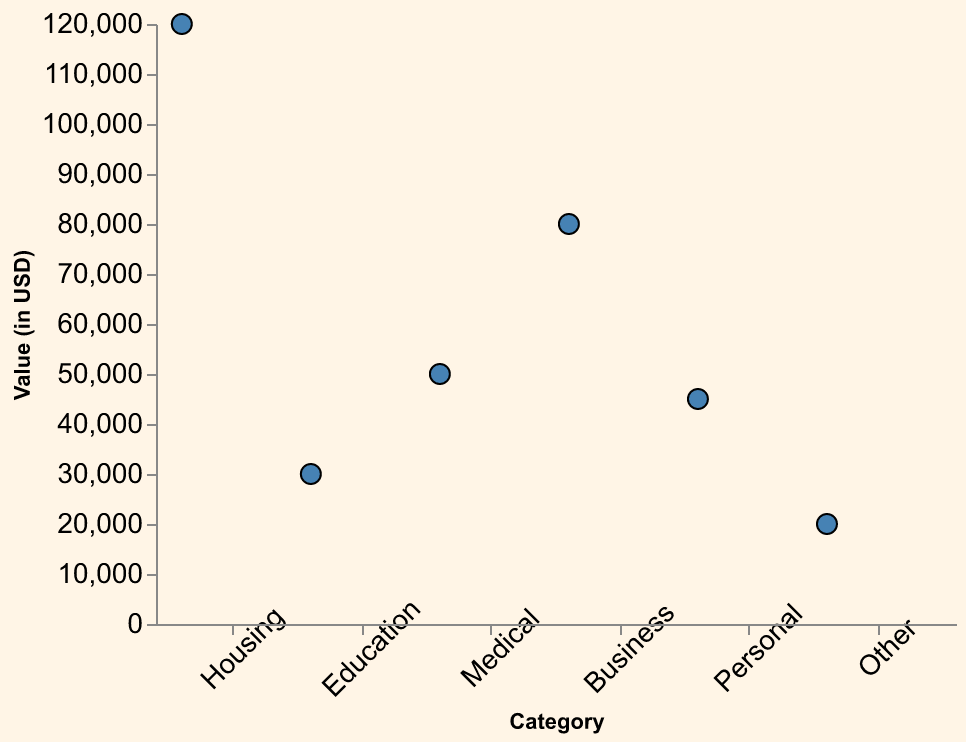 120,000
110,000
100,000
90,000
80,000
70,000
60,000
50,000
40,000
30,000
20,000
10,000
0
Value (in USD)
Housing
Education
Medical
Business
Personal
Other
Category